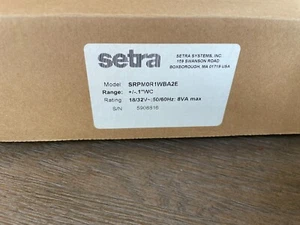 setra
SETRA SYSTEMS, INC.
159 SWANSON ROAD
BOXBOROUGH, MA 01719 USA
Model: SRPM0R1WBA2E
Range: +/-.1"WC
Rating: 18/32V~;50/60Hz; 8VA max
S/N